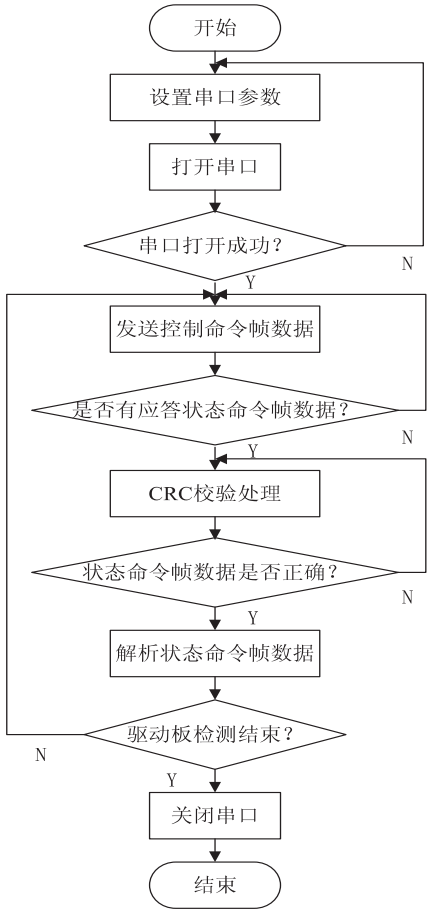 开始
设置串口参数
打开串口
串口打开成功?
N
Y
发送控制命令帧数据
是否有应答状态命令帧数据?
N
Y
CRC校验处理
状态命令帧数据是否正确?
N
Y
解析状态命令帧数据
驱动板检测结束?
N
Y
关闭串口
结束